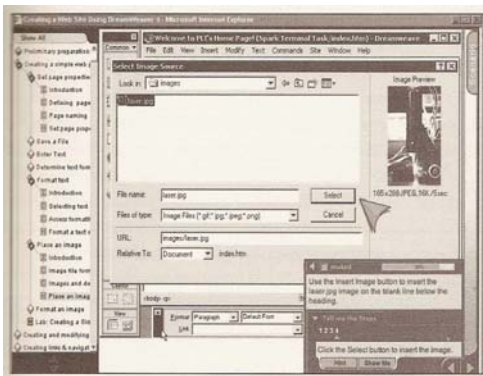 Creating a Web Site Using Dreamweaver 4 - Microsoft Internet Explorer
Show All
Preliminary preparation
Creating a simple web p
Set page propertie
Introduction
Defining page
Page naming
Set page prop
Save a File
Enter Text
Determine text form
Format text
Introduction
Selecting text
Access formatti
Format a text s
Place an image
Introduction
Image file form
Images and de
Place an imag
Format an image
Lab: Creating a Sim
Creating and modifying
Creating links & navigat
Welcome to PLC's Home Page! (Spark Terminal Task/index.htm) - Dreamweave
Common
File Edit View Insert Modify Text Commands Site Window Help
Select Image Source
Look in: images
Image Preview
laser.jpg
File name: laser.jpg
Select
Files of type: Image Files (*.gif;*.jpg;*.jpeg;*.png)
Cancel
URL: images/laser.jpg
Relative To: Document index.htm
<body> <p>
View
Format Paragraph Default Font
Link
Use the Insert Image button to insert the
laser.jpg image on the blank line below the
heading.
Tell me the Steps
1 2 3 4
Click the Select button to insert the image.
Hint Show Me